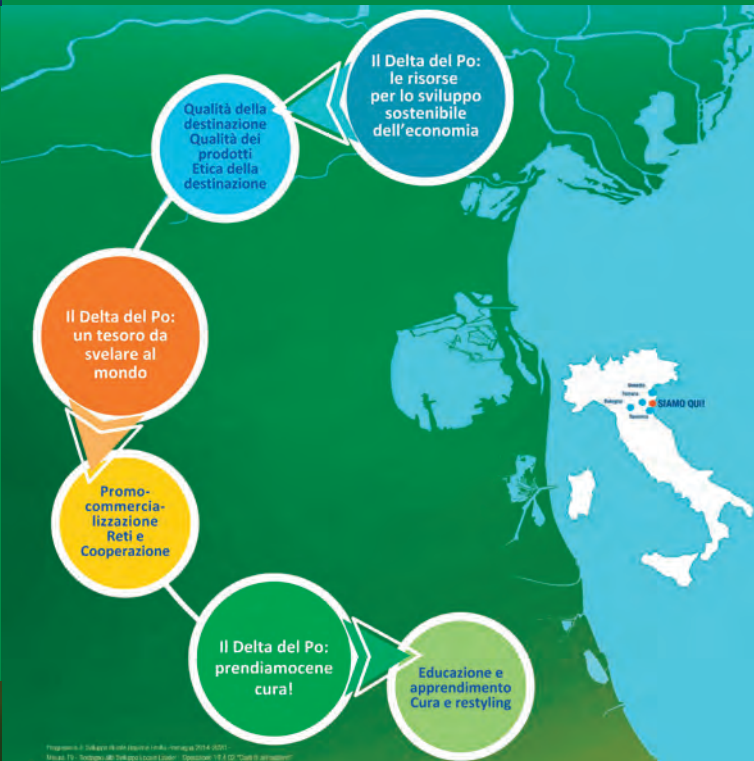 Il Delta del Po:
le risorse
per lo sviluppo
sostenibile
dell'economia
Qualità della
destinazione
Qualità dei
prodotti
Etica della
destinazione
Il Delta del Po:
un tesoro da
svelare al
mondo
Promo-
commercia-
lizzazione
Reti e
Cooperazione
Il Delta del Po:
prendiamocene
cura!
Educazione e
apprendimento
Cura e restyling
Venezia
Ferrara
Bologna
Ravenna
SIAMO QUI!